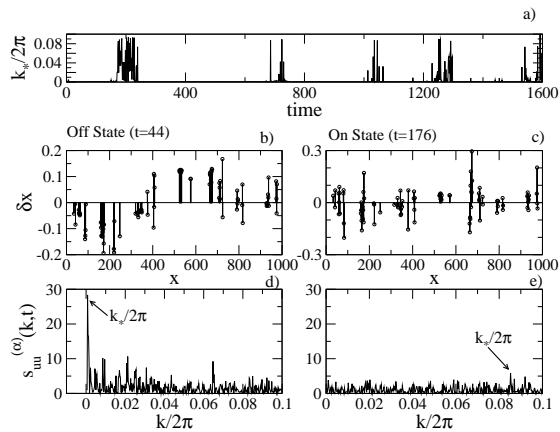 a)
k*/2π
0.08
0.04
0
0 400 800 1200 1600
time
Off State (t=44) b)
On State (t=176) c)
δx
0.2
0.1
0.0
-0.1
-0.2
0 200 400 600 800 1000
x
0.3
0
-0.3
0 200 400 600 800 1000
x
d)
s_uu^(α)(k,t)
30
20
10
0
k*/2π
0 0.02 0.04 0.06 0.08 0.1
k/2π
e)
30
20
10
0
k*/2π
0 0.02 0.04 0.06 0.08 0.1
k/2π